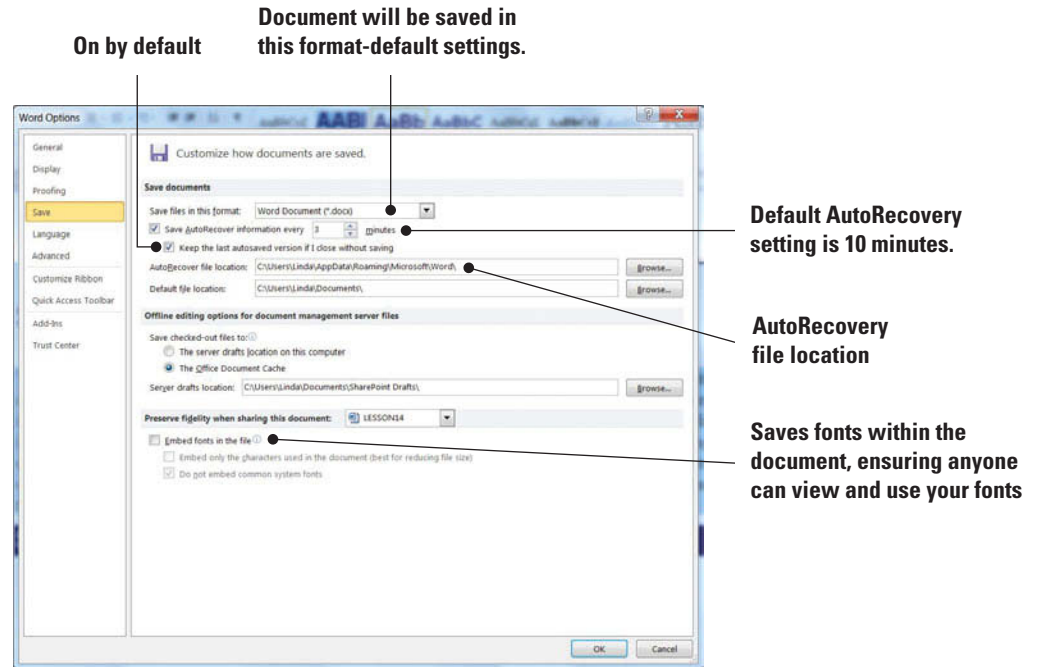 Document will be saved in
this format-default settings.
On by default
Word Options
AABI AaBb AaBbC
General
Display
Proofing
Save
Language
Advanced
Customize Ribbon
Quick Access Toolbar
Add-Ins
Trust Center
Customize how documents are saved.
Save documents
Save files in this format: Word Document (*.docx)
Save AutoRecover information every 3 minutes
Keep the last autosaved version if I close without saving
AutoRecover file location: C:\Users\Linda\AppData\Roaming\Microsoft\Word\ Browse...
Default file location: C:\Users\Linda\Documents\ Browse...
Offline editing options for document management server files
Save checked-out files to:
The server drafts location on this computer
The Office Document Cache
Server drafts location: C:\Users\Linda\Documents\SharePoint Drafts\ Browse...
Preserve fidelity when sharing this document: LESSON14
Embed fonts in the file
Embed only the characters used in the document (best for reducing file size)
Do not embed common system fonts
OK Cancel
Default AutoRecovery
setting is 10 minutes.
AutoRecovery
file location
Saves fonts within the
document, ensuring anyone
can view and use your fonts